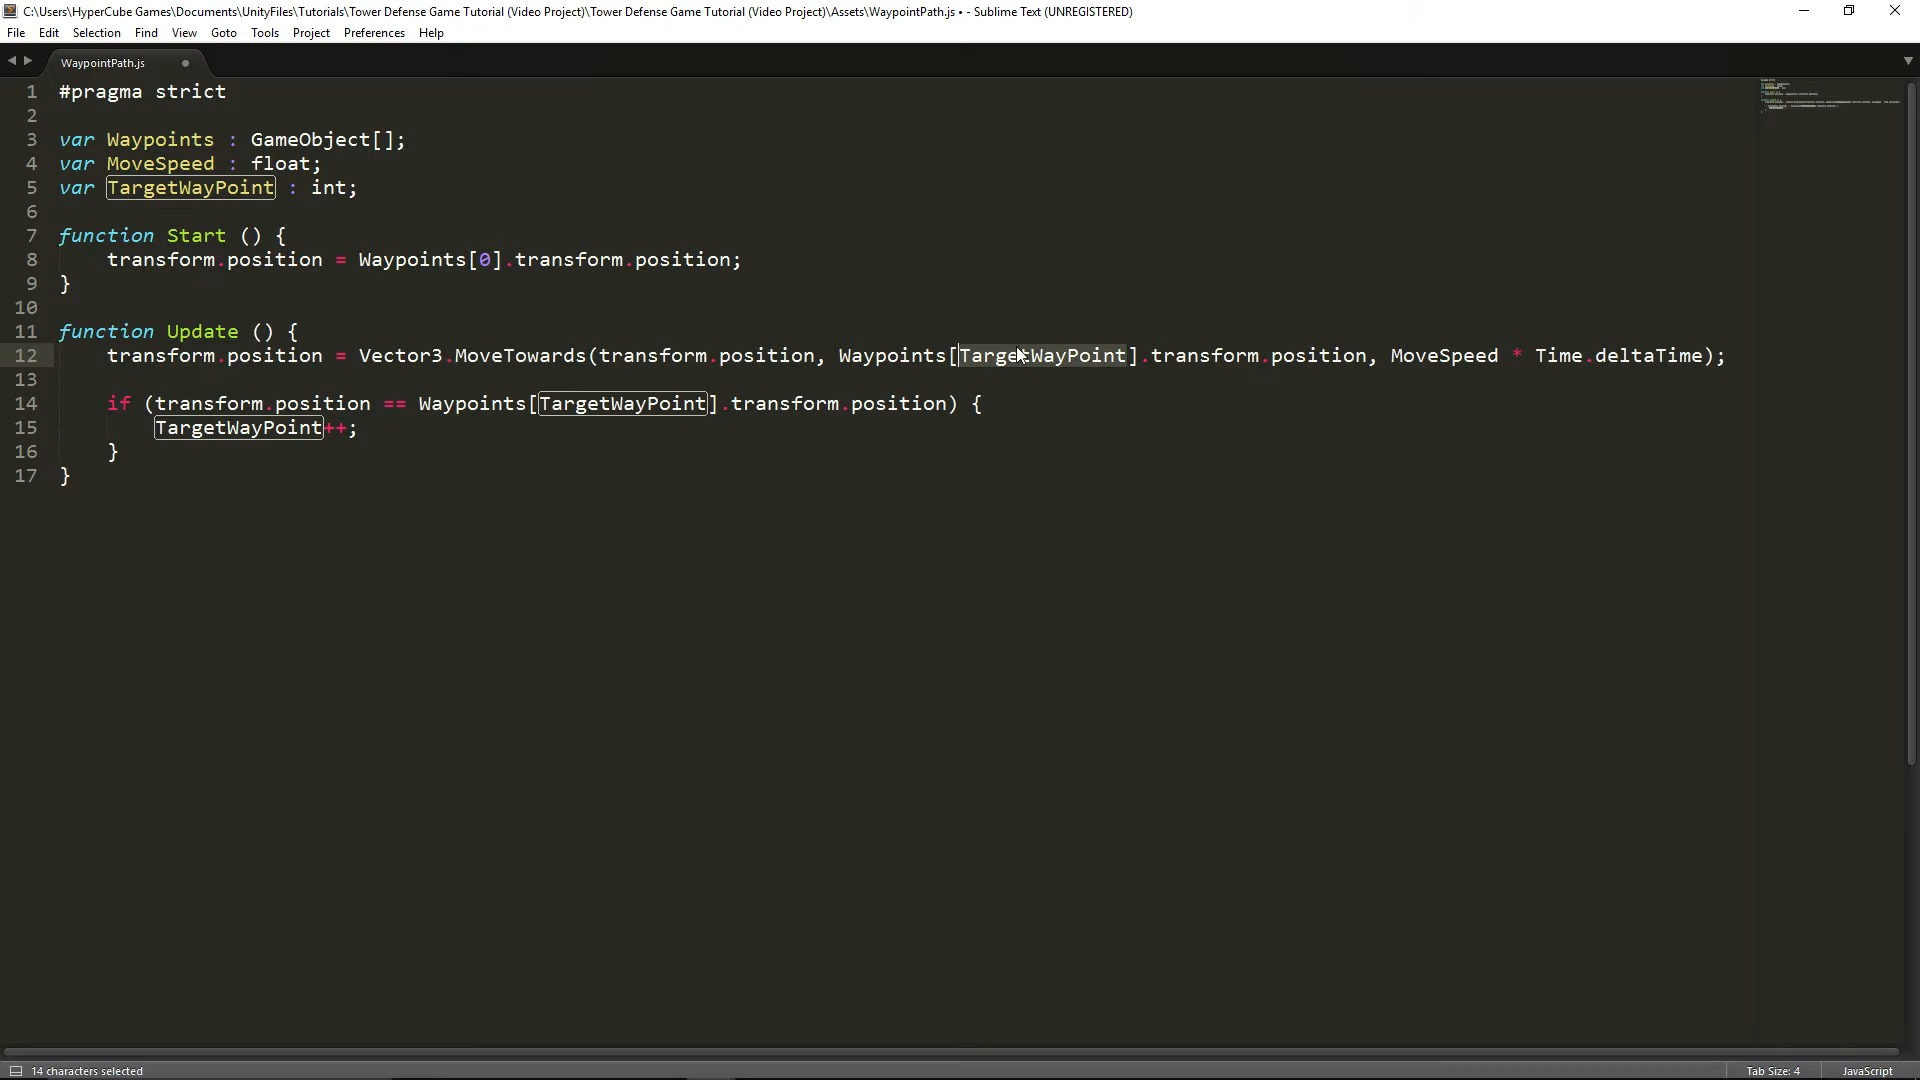 C:\Users\HyperCube Games\Documents\UnityFiles\Tutorials\Tower Defense Game Tutorial (Video Project)\Tower Defense Game Tutorial (Video Project)\Assets\WaypointPath.js • - Sublime Text (UNREGISTERED)
File Edit Selection Find View Goto Tools Project Preferences Help
WaypointPath.js
1 #pragma strict
2
3 var Waypoints : GameObject[];
4 var MoveSpeed : float;
5 var TargetWayPoint : int;
6
7 function Start () {
8 transform.position = Waypoints[0].transform.position;
9 }
10
11 function Update () {
12 transform.position = Vector3.MoveTowards(transform.position, Waypoints[TargetWayPoint].transform.position, MoveSpeed * Time.deltaTime);
13
14 if (transform.position == Waypoints[TargetWayPoint].transform.position) {
15 TargetWayPoint++;
16 }
17 }
14 characters selected Tab Size: 4 JavaScript